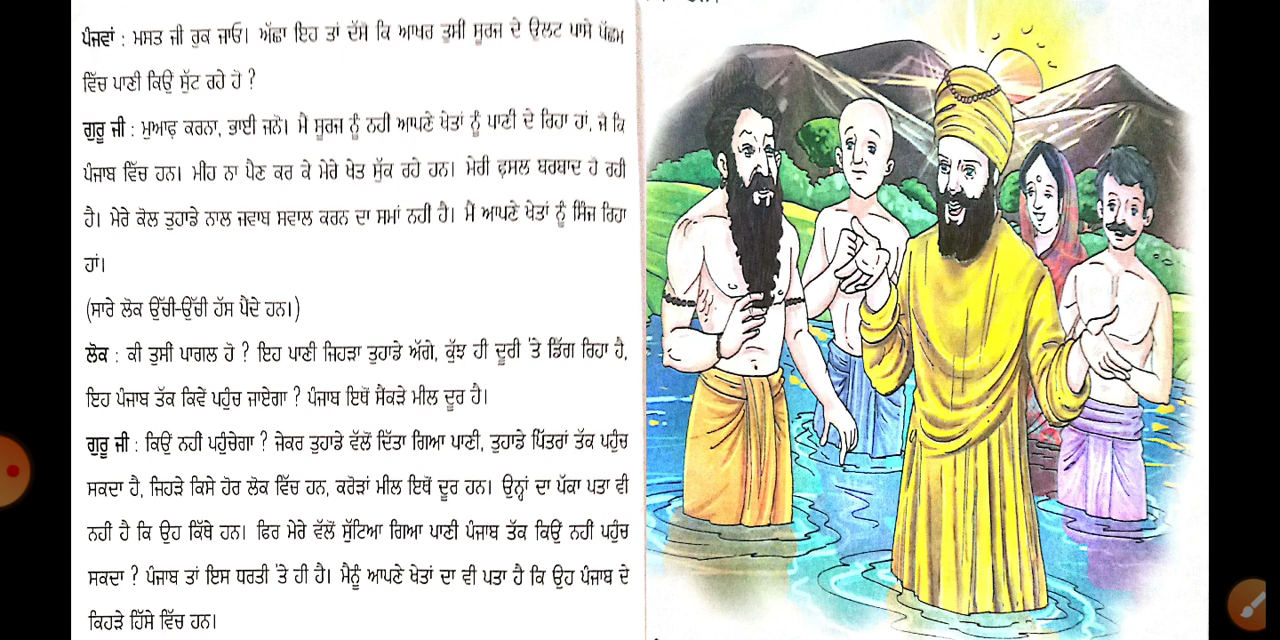 ਪੰਜਵਾਂ : ਮਸਤ ਜੀ ਰੁਕ ਜਾਓ। ਅੱਛਾ ਇਹ ਤਾਂ ਦੱਸੋ ਕਿ ਆਖਰ ਤੁਸੀ ਸੂਰਜ ਦੇ ਉਲਟ ਪਾਸੇ ਪੱਛਮ
ਵਿੱਚ ਪਾਣੀ ਕਿਉਂ ਸੁੱਟ ਰਹੇ ਹੋ ?
ਗੁਰੂ ਜੀ : ਮੁਆਫ਼ ਕਰਨਾ, ਭਾਈ ਜਨੋ। ਮੈ ਸੂਰਜ ਨੂੰ ਨਹੀ ਆਪਣੇ ਖੇਤਾਂ ਨੂੰ ਪਾਣੀ ਦੇ ਰਿਹਾ ਹਾਂ, ਜੋ ਕਿ
ਪੰਜਾਬ ਵਿੱਚ ਹਨ। ਮੀਹ ਨਾ ਪੈਣ ਕਰ ਕੇ ਮੇਰੇ ਖੇਤ ਸੁੱਕ ਰਹੇ ਹਨ। ਮੇਰੀ ਫ਼ਸਲ ਬਰਬਾਦ ਹੋ ਰਹੀ
ਹੈ। ਮੇਰੇ ਕੋਲ ਤੁਹਾਡੇ ਨਾਲ ਜਵਾਬ ਸਵਾਲ ਕਰਨ ਦਾ ਸਮਾਂ ਨਹੀ ਹੈ। ਮੈਂ ਆਪਣੇ ਖੇਤਾਂ ਨੂੰ ਸਿੰਜ ਰਿਹਾ
ਹਾਂ।
(ਸਾਰੇ ਲੋਕ ਉੱਚੀ-ਉੱਚੀ ਹੱਸ ਪੈਂਦੇ ਹਨ।)
ਲੋਕ : ਕੀ ਤੁਸੀਂ ਪਾਗਲ ਹੋ ? ਇਹ ਪਾਣੀ ਜਿਹੜਾ ਤੁਹਾਡੇ ਅੱਗੇ, ਕੁੱਝ ਹੀ ਦੂਰੀ 'ਤੇ ਡਿੱਗ ਰਿਹਾ ਹੈ,
ਇਹ ਪੰਜਾਬ ਤੱਕ ਕਿਵੇਂ ਪਹੁੰਚ ਜਾਏਗਾ ? ਪੰਜਾਬ ਇਥੋਂ ਸੈਂਕੜੇ ਮੀਲ ਦੂਰ ਹੈ।
ਗੁਰੂ ਜੀ : ਕਿਉਂ ਨਹੀ ਪਹੁੰਚੇਗਾ ? ਜੇਕਰ ਤੁਹਾਡੇ ਵੱਲੋਂ ਦਿੱਤਾ ਗਿਆ ਪਾਣੀ, ਤੁਹਾਡੇ ਪਿੱਤਰਾਂ ਤੱਕ ਪਹੁੰਚ
ਸਕਦਾ ਹੈ, ਜਿਹੜੇ ਕਿਸੇ ਹੋਰ ਲੋਕ ਵਿੱਚ ਹਨ, ਕਰੋੜਾਂ ਮੀਲ ਇਥੋਂ ਦੂਰ ਹਨ। ਉਨ੍ਹਾਂ ਦਾ ਪੱਕਾ ਪਤਾ ਵੀ
ਨਹੀਂ ਹੈ ਕਿ ਉਹ ਕਿੱਥੇ ਹਨ। ਫਿਰ ਮੇਰੇ ਵੱਲੋਂ ਸੁੱਟਿਆ ਗਿਆ ਪਾਣੀ ਪੰਜਾਬ ਤੱਕ ਕਿਉਂ ਨਹੀਂ ਪਹੁੰਚ
ਸਕਦਾ ? ਪੰਜਾਬ ਤਾਂ ਇਸ ਧਰਤੀ 'ਤੇ ਹੀ ਹੈ। ਮੈਨੂੰ ਆਪਣੇ ਖੇਤਾਂ ਦਾ ਵੀ ਪਤਾ ਹੈ ਕਿ ਉਹ ਪੰਜਾਬ ਦੇ
ਕਿਹੜੇ ਹਿੱਸੇ ਵਿੱਚ ਹਨ।